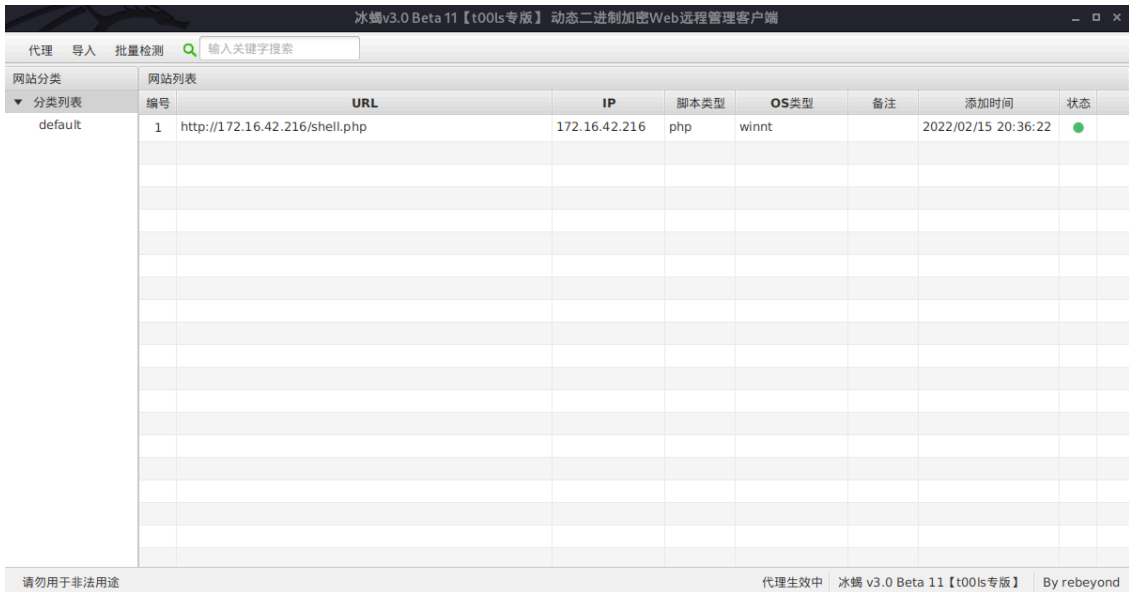 冰蝎v3.0 Beta 11【t00ls专版】 动态二进制加密Web远程管理客户端
代理 导入 批量检测 输入关键字搜索
网站分类 网站列表
分类列表 编号 URL IP 脚本类型 OS类型 备注 添加时间 状态
default 1 http://172.16.42.216/shell.php 172.16.42.216 php winnt 2022/02/15 20:36:22
请勿用于非法用途 代理生效中 冰蝎 v3.0 Beta 11【t00ls专版】 By rebeyond